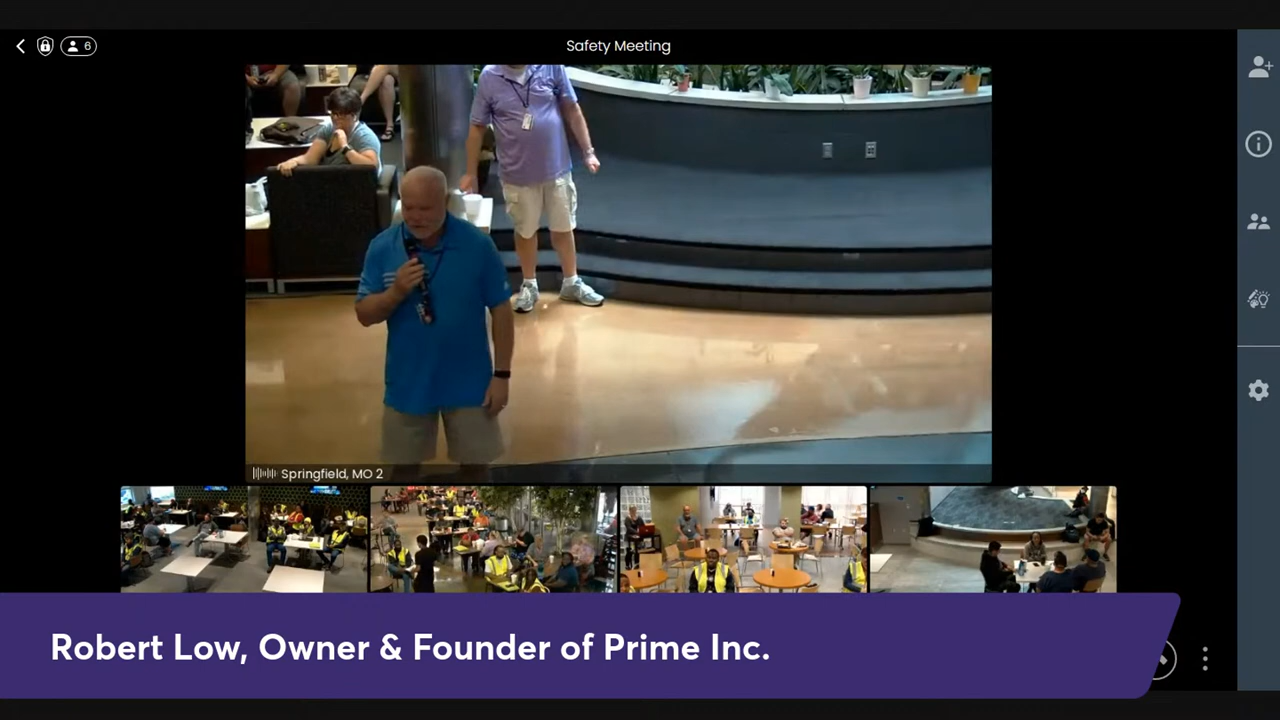 6
Safety Meeting
Springfield, MO 2
Robert Low, Owner & Founder of Prime Inc.